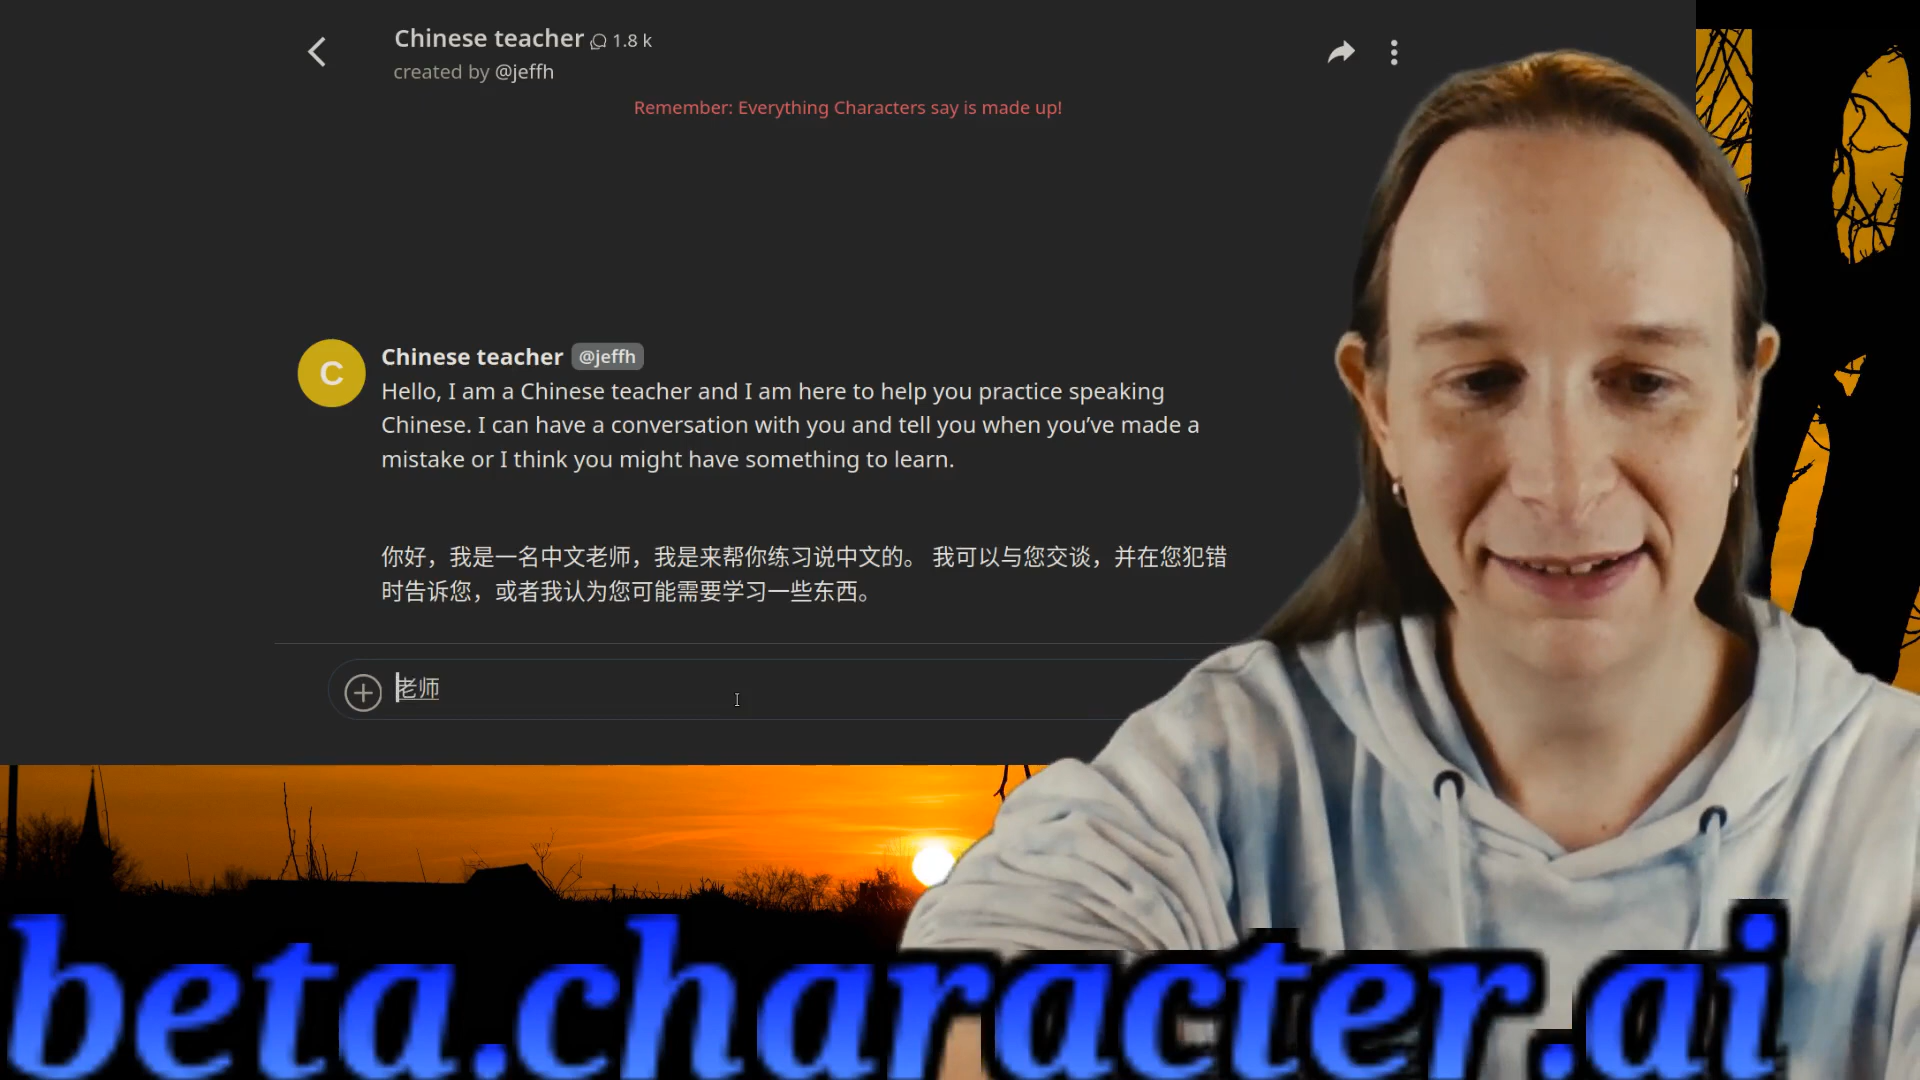 Chinese teacher 1.8 k
created by @jeffh
Remember: Everything Characters say is made up!
C
Chinese teacher @jeffh
Hello, I am a Chinese teacher and I am here to help you practice speaking
Chinese. I can have a conversation with you and tell you when you’ve made a
mistake or I think you might have something to learn.
你好，我是一名中文老师，我是来帮你练习说中文的。 我可以与您交谈，并在您犯错
时告诉您，或者我认为您可能需要学习一些东西。
老师
beta.character.ai